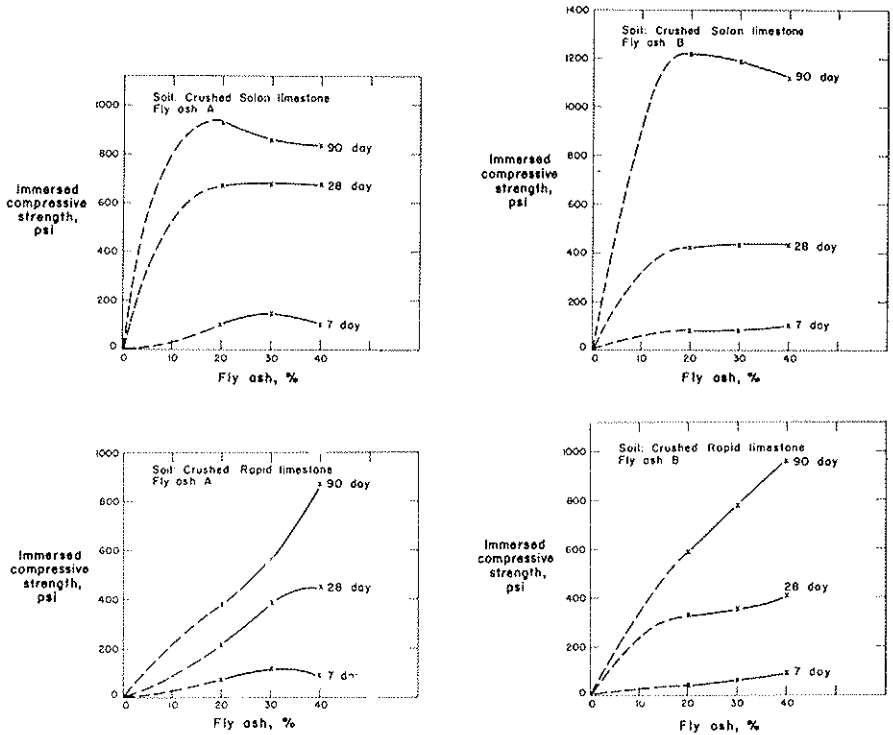 Soil: Crushed Solon limestone
Fly ash A
1000
800
600
400
200
0
Immersed
compressive
strength,
psi
90 day
28 day
7 day
0 10 20 30 40
Fly ash, %
Soil: Crushed Solon limestone
Fly ash B
1400
1200
1000
800
600
400
200
0
Immersed
compressive
strength,
psi
90 day
28 day
7 day
0 10 20 30 40
Fly ash, %
Soil: Crushed Rapid limestone
Fly ash A
1000
800
600
400
200
0
Immersed
compressive
strength,
psi
90 day
28 day
7
0 10 20 30 40
Fly ash, %
Soil: Crushed Rapid limestone
Fly ash B
1000
800
600
400
200
0
Immersed
compressive
strength,
psi
90 day
28 day
7 day
0 10 20 30 40
Fly ash, %